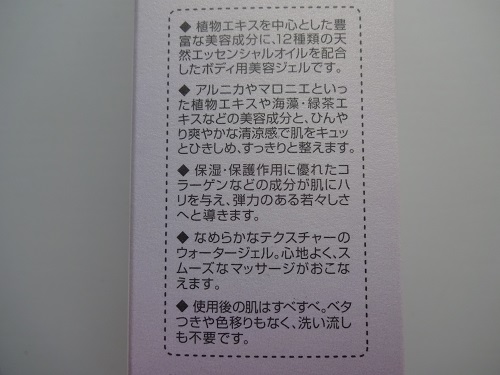 ◆ 植物エキスを中心とした豊
富な美容成分に、12種類の天
然エッセンシャルオイルを配合
したボディ用美容ジェルです。
◆ アルニカやマロニエといっ
た植物エキスや海藻・緑茶エ
キスなどの美容成分と、ひんや
り爽やかな清涼感で肌をキュッ
とひきしめ、すっきりと整えます。
◆ 保湿・保護作用に優れたコ
ラーゲンなどの成分が肌にハ
リを与え、弾力のある若々しさ
へと導きます。
◆ なめらかなテクスチャーの
ウォータージェル。心地よく、ス
ムーズなマッサージがおこな
えます。
◆ 使用後の肌はすべすべ。ベタ
つきや色移りもなく、洗い流し
も不要です。